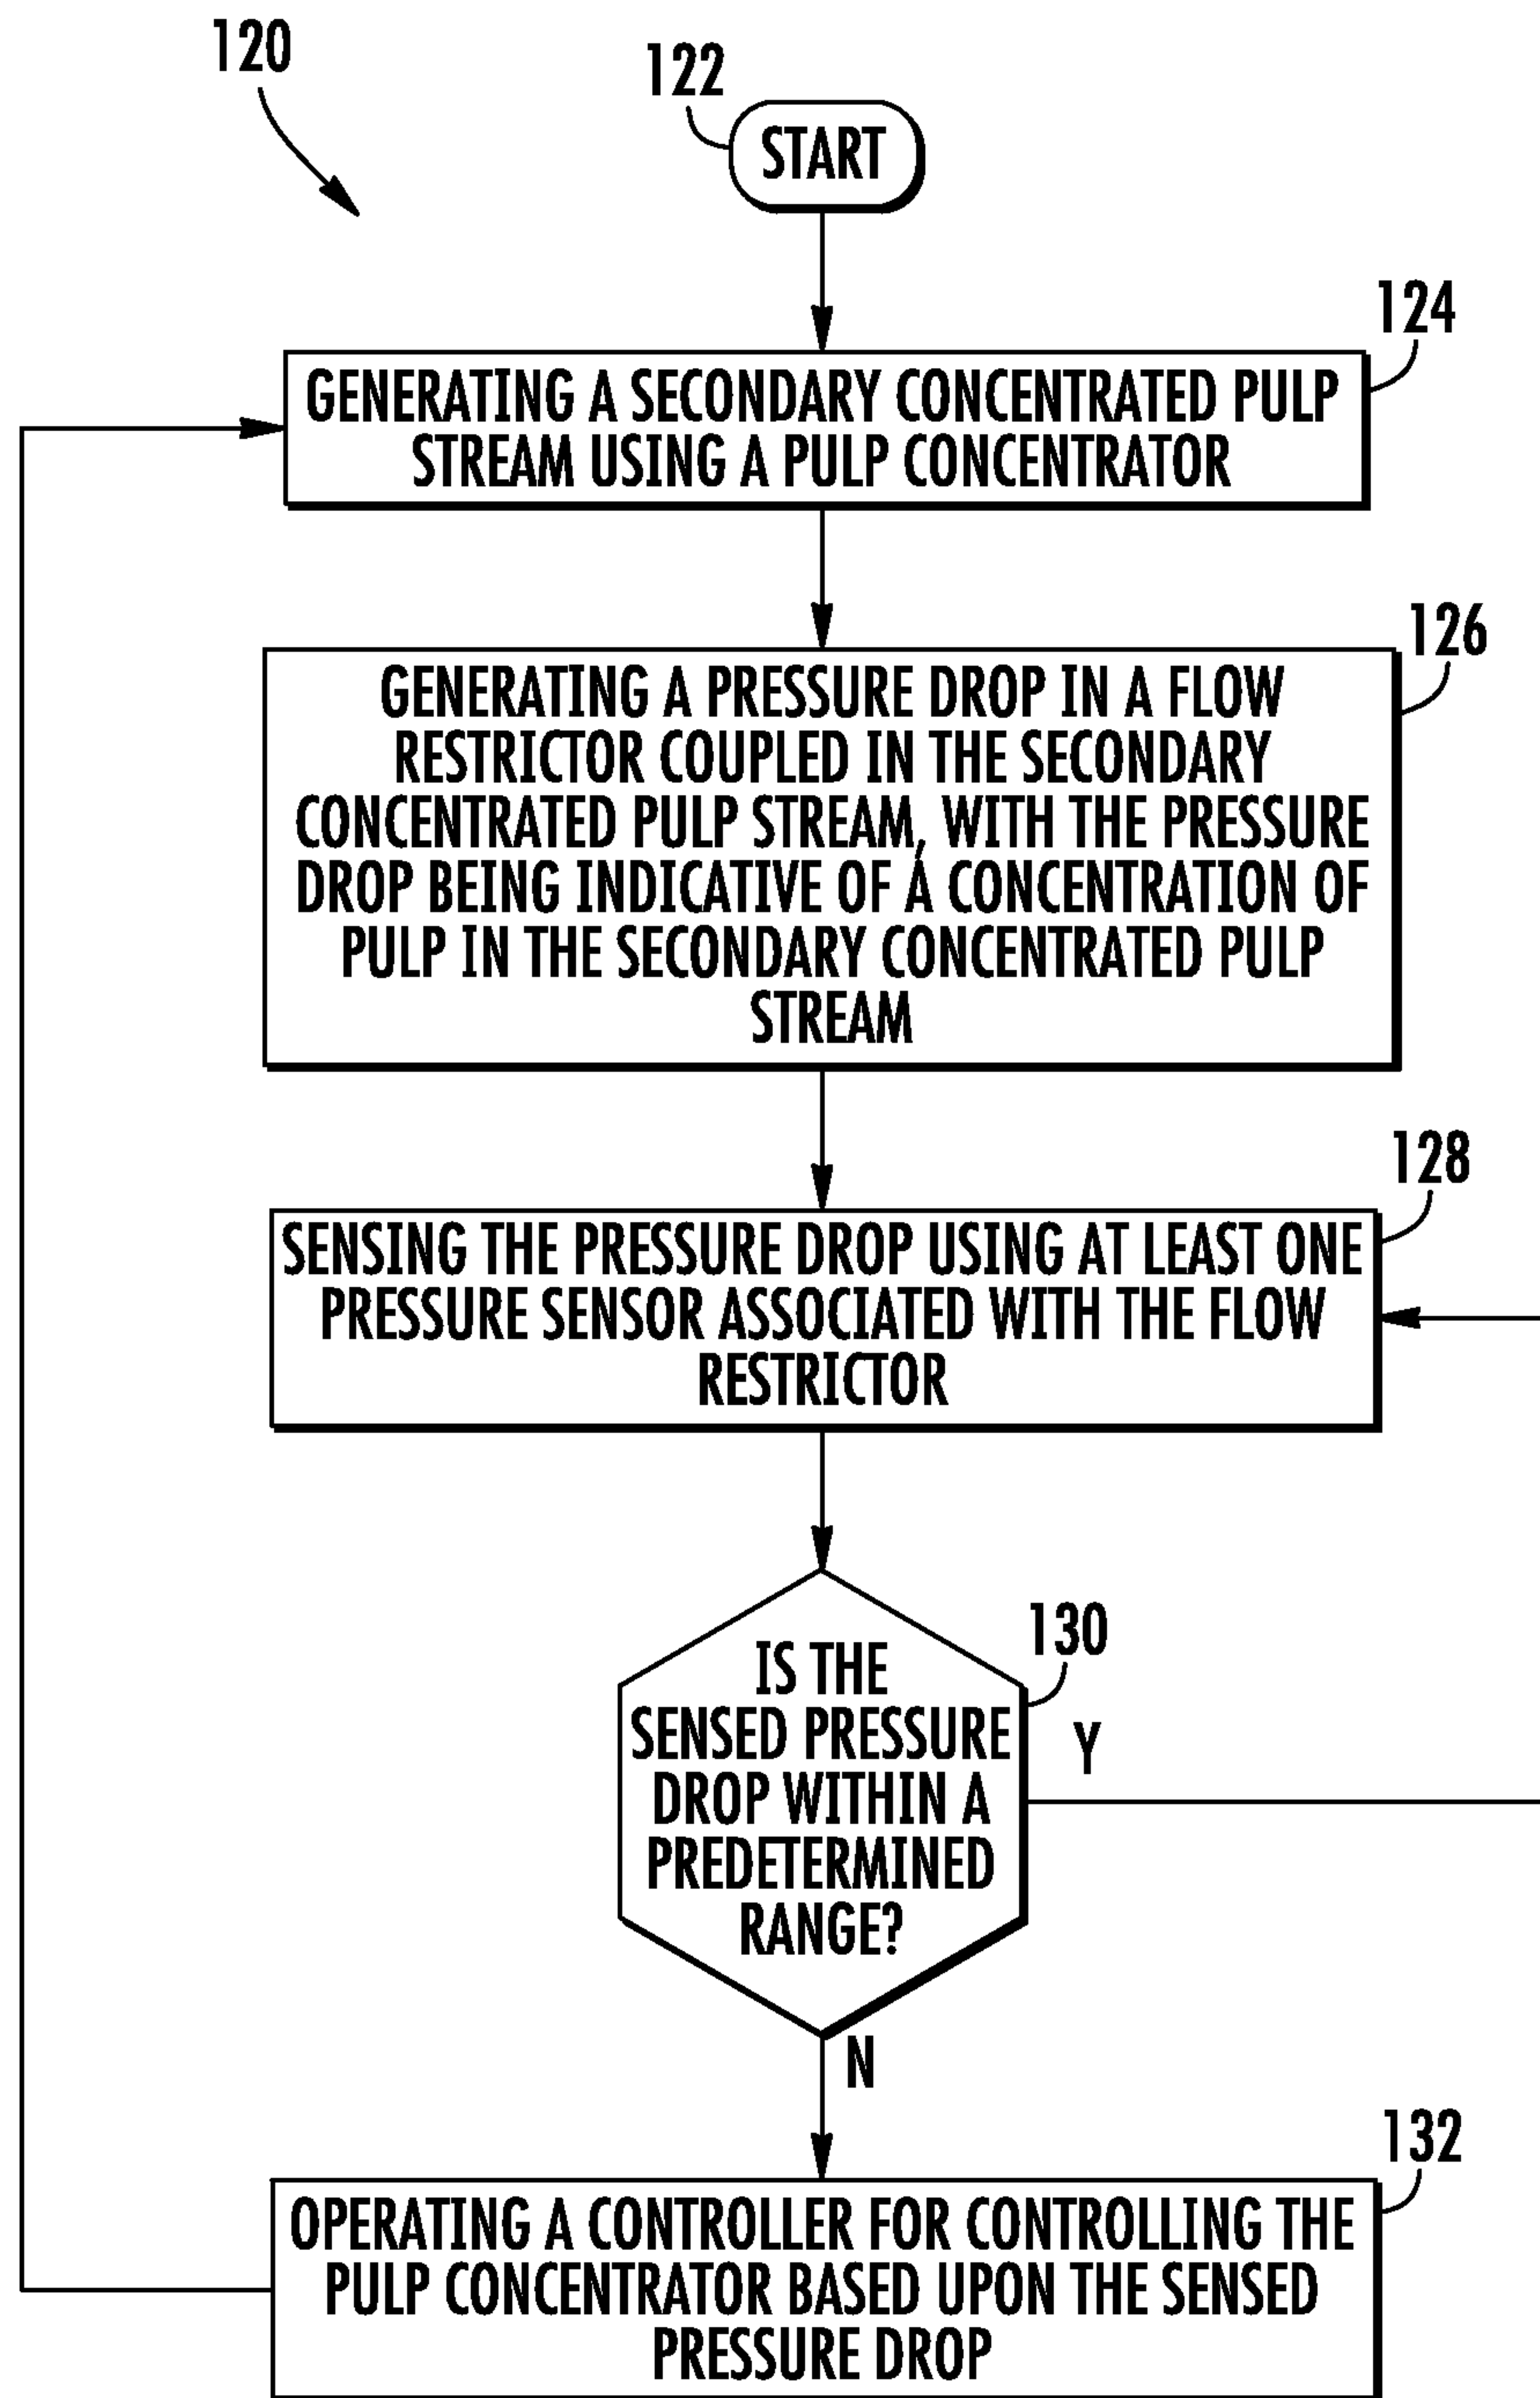 120
122
START
124
GENERATING A SECONDARY CONCENTRATED PULP
STREAM USING A PULP CONCENTRATOR
126
GENERATING A PRESSURE DROP IN A FLOW
RESTRICTOR COUPLED IN THE SECONDARY
CONCENTRATED PULP STREAM, WITH THE PRESSURE
DROP BEING INDICATIVE OF A CONCENTRATION OF
PULP IN THE SECONDARY CONCENTRATED PULP
STREAM
128
SENSING THE PRESSURE DROP USING AT LEAST ONE
PRESSURE SENSOR ASSOCIATED WITH THE FLOW
RESTRICTOR
130
IS THE
SENSED PRESSURE
DROP WITHIN A
PREDETERMINED
RANGE?
Y
N
132
OPERATING A CONTROLLER FOR CONTROLLING THE
PULP CONCENTRATOR BASED UPON THE SENSED
PRESSURE DROP